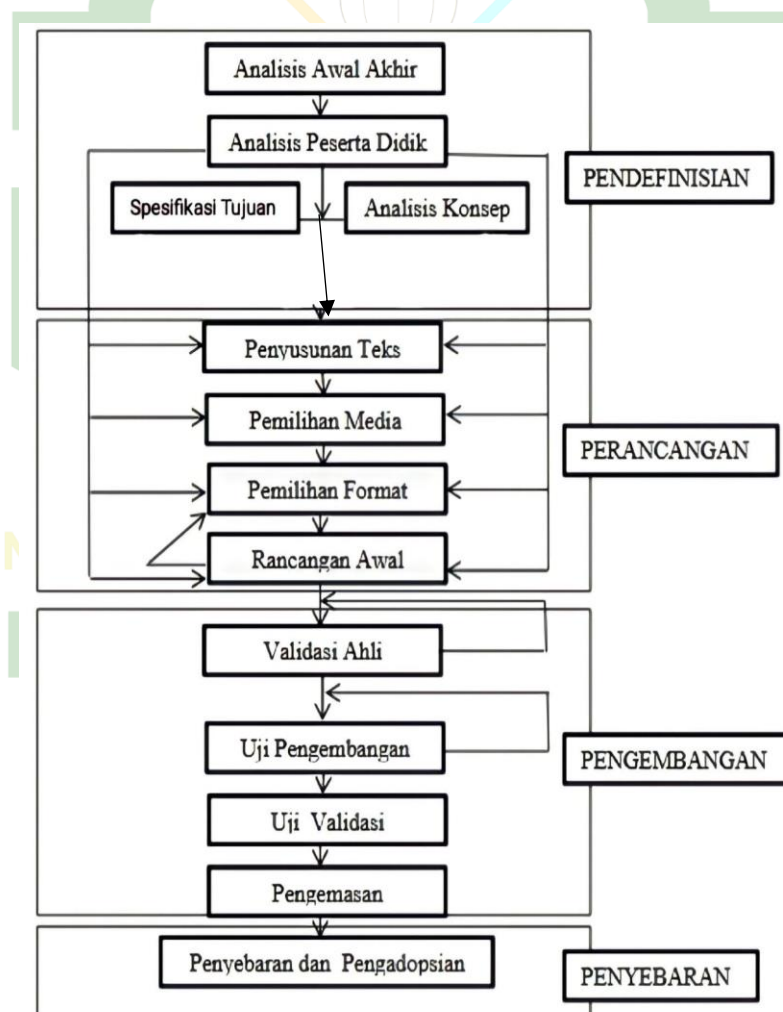 Analisis Awal Akhir
Analisis Peserta Didik
PENDEFINISIAN
Spesifikasi Tujuan
Analisis Konsep
Penyusunan Teks
Pemilihan Media
PERANCANGAN
Pemilihan Format
Rancangan Awal
Validasi Ahli
Uji Pengembangan
PENGEMBANGAN
Uji Validasi
Pengemasan
Penyebaran dan Pengadopsian
PENYEBARAN